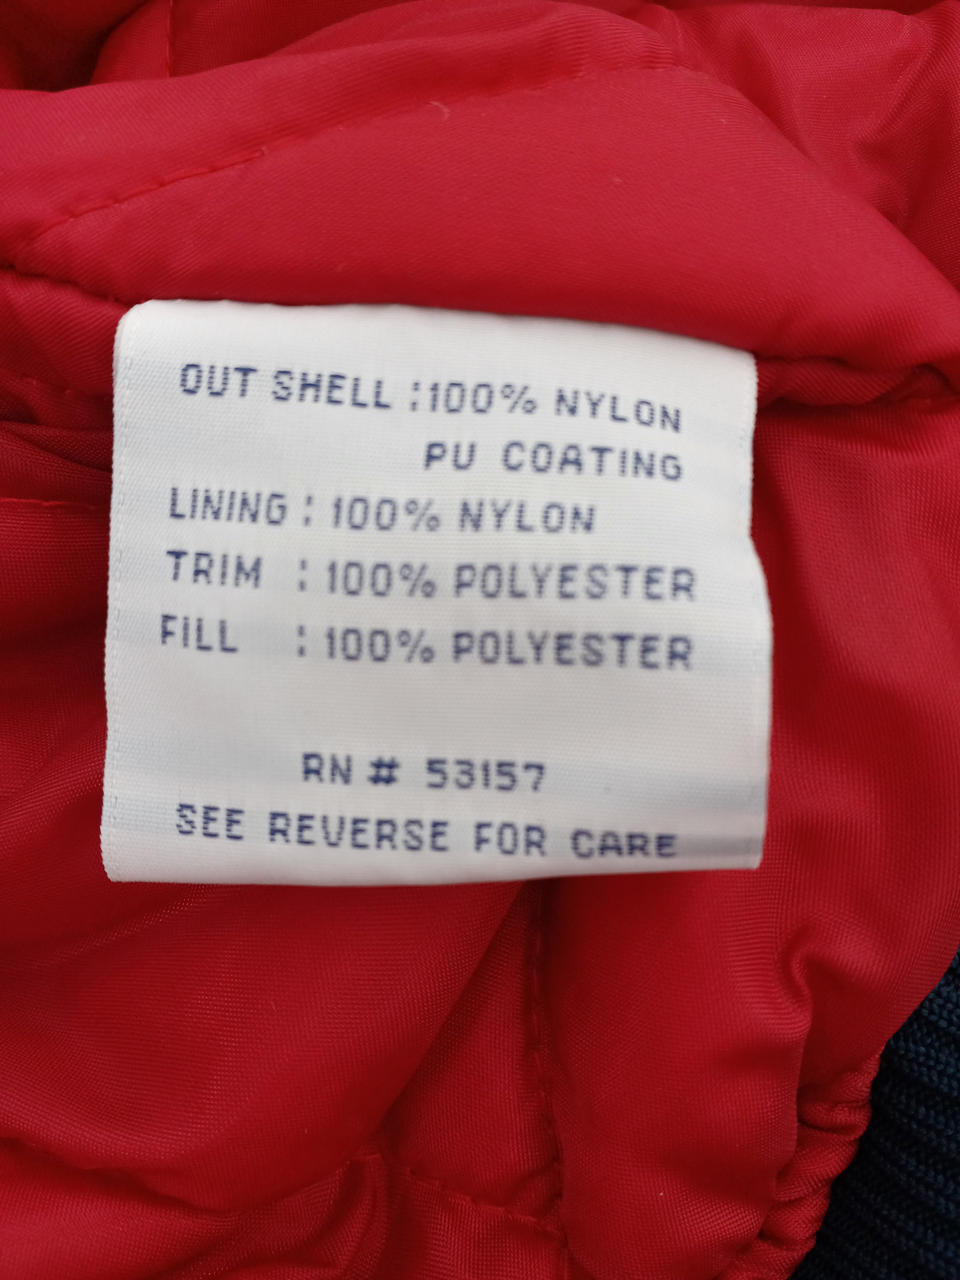 OUT SHELL :100% NYLON
PU COATING
LINING : 100% NYLON
TRIM : 100% POLYESTER
FILL : 100% POLYESTER
RN # 53157
SEE REVERSE FOR CARE